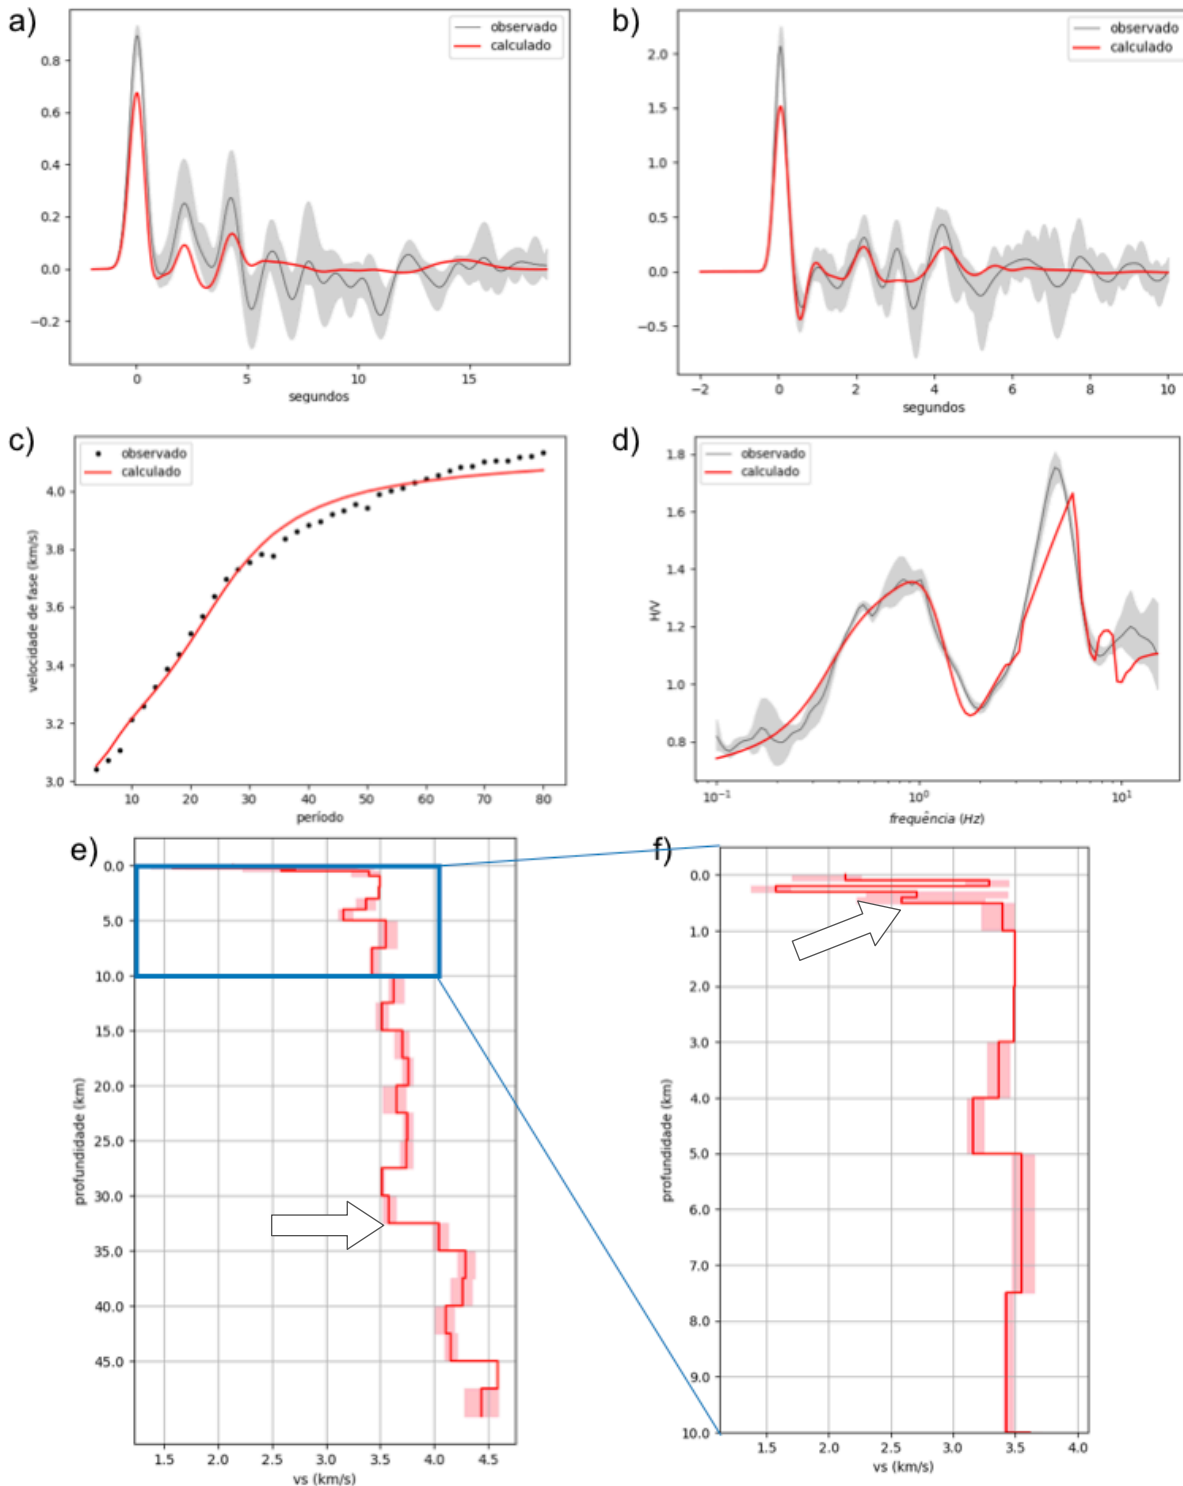 a)
observado
calculado
0.8
0.6
0.4
0.2
0.0
−0.2
0 5 10 15
segundos
b)
observado
calculado
2.0
1.5
1.0
0.5
0.0
−0.5
−2 0 2 4 6 8 10
segundos
c)
observado
calculado
velocidade de fase (km/s)
4.0
3.8
3.6
3.4
3.2
3.0
10 20 30 40 50 60 70 80
período
d)
observado
calculado
H/V
1.8
1.6
1.4
1.2
1.0
0.8
10⁻¹ 10⁰ 10¹
frequência (Hz)
e)
profundidade (km)
0.0
5.0
10.0
15.0
20.0
25.0
30.0
35.0
40.0
45.0
1.5 2.0 2.5 3.0 3.5 4.0 4.5
vs (km/s)
f)
profundidade (km)
0.0
1.0
2.0
3.0
4.0
5.0
6.0
7.0
8.0
9.0
10.0
1.5 2.0 2.5 3.0 3.5 4.0
vs (km/s)